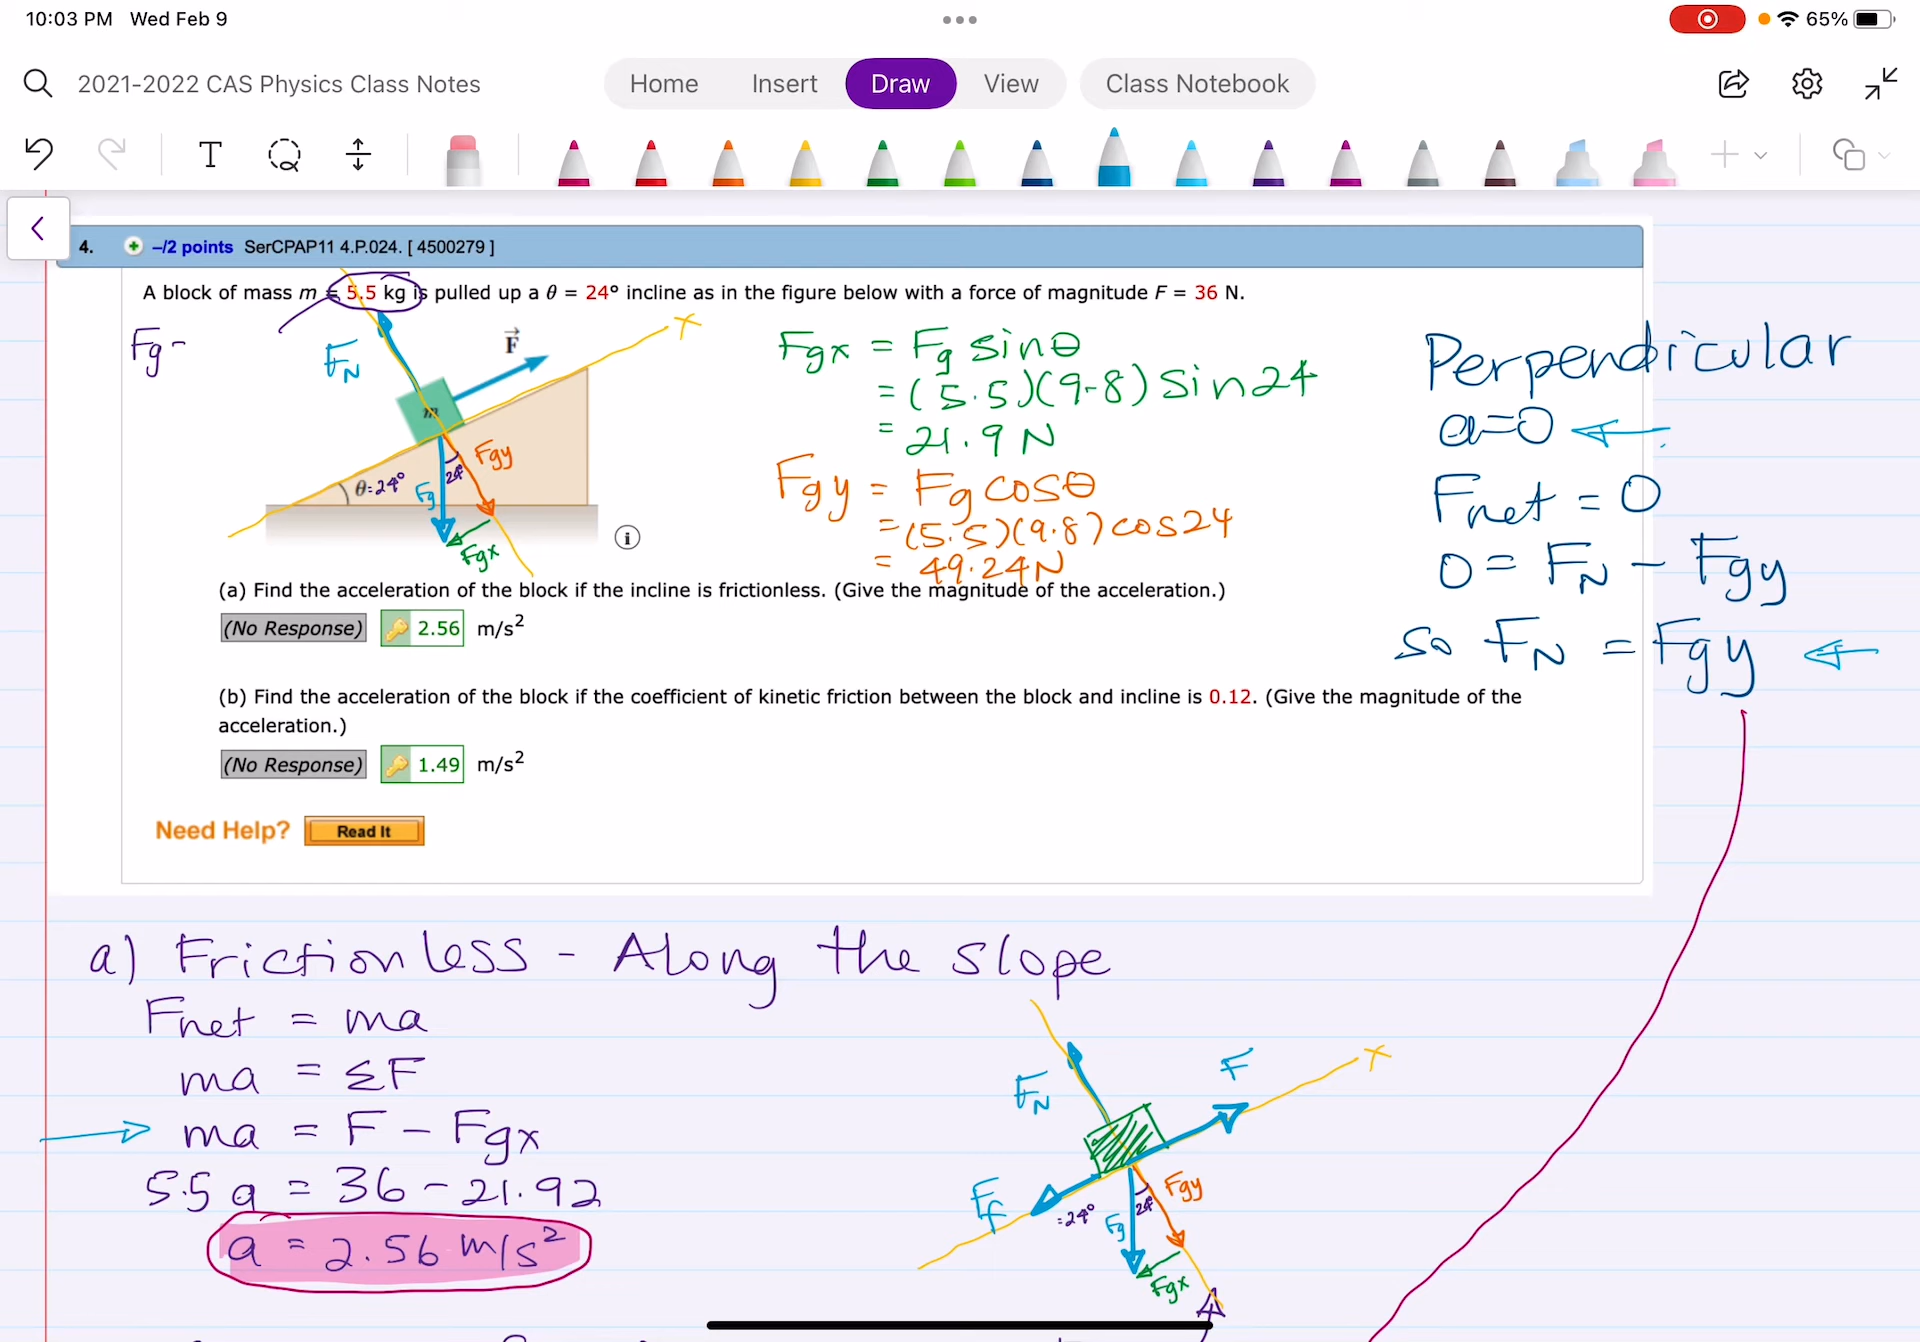 10:03 PM Wed Feb 9
65%
2021-2022 CAS Physics Class Notes
Home Insert Draw View Class Notebook
T
4. –/2 points SerCPAP11 4.P.024. [ 4500279 ]
A block of mass m = 5.5 kg is pulled up a θ = 24° incline as in the figure below with a force of magnitude F = 36 N.
Fg -
FN
F
x
m
θ=24°
Fg
24°
Fgy
Fgx
Fgx = Fg sinθ
= (5.5)(9.8) sin24
= 21.9 N
Fgy = Fg cosθ
= (5.5)(9.8) cos24
= 49.24N
Perpendicular
a=0
Fnet = 0
0 = FN - Fgy
so FN = Fgy
(a) Find the acceleration of the block if the incline is frictionless. (Give the magnitude of the acceleration.)
(No Response) 2.56 m/s²
(b) Find the acceleration of the block if the coefficient of kinetic friction between the block and incline is 0.12. (Give the magnitude of the
acceleration.)
(No Response) 1.49 m/s²
Need Help? Read It
a) Frictionless - Along the slope
Fnet = ma
ma = ΣF
ma = F - Fgx
5.5 a = 36 - 21.92
a = 2.56 m/s²
FN
F
x
Ff
=24°
Fg
24°
Fgy
Fgx